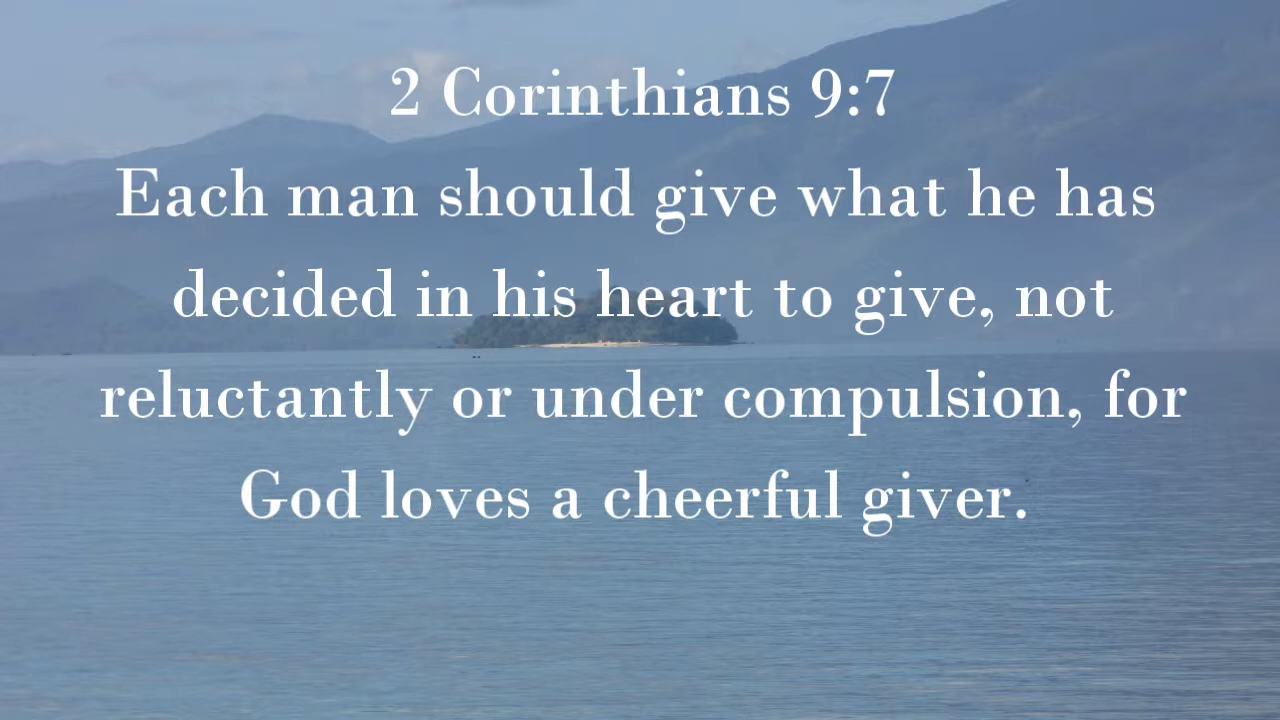 2 Corinthians 9:7
Each man should give what he has
decided in his heart to give, not
reluctantly or under compulsion, for
God loves a cheerful giver.